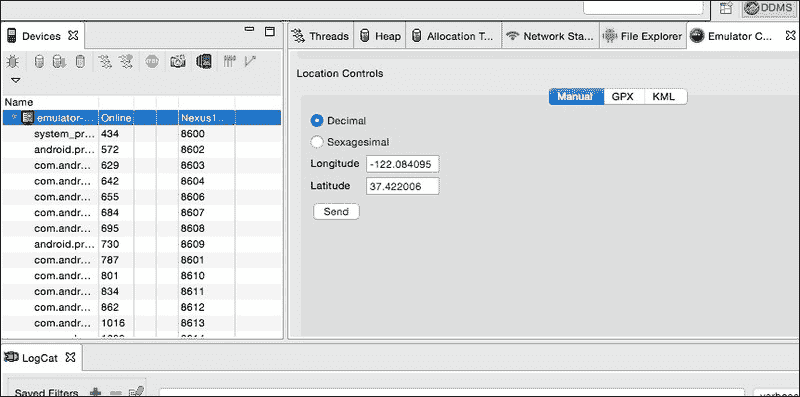 DDMS
Devices
Threads
Heap
Allocation T...
Network Sta...
File Explorer
Emulator C...
Name
emulator-... Online Nexus1..
system_pr... 434 8600
android.pr... 572 8602
com.andr... 629 8603
com.andr... 642 8604
com.andr... 655 8606
com.andr... 684 8607
com.andr... 695 8608
android.pr... 730 8609
com.andr... 787 8601
com.andr... 801 8610
com.andr... 834 8611
com.andr... 862 8612
com.andr... 1016 8613
Location Controls
Manual GPX KML
Decimal
Sexagesimal
Longitude -122.084095
Latitude 37.422006
Send
LogCat
Saved Filters